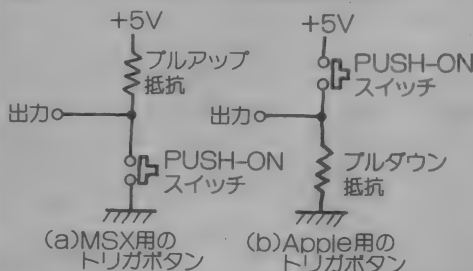 +5V
プルアップ
抵抗
出力
PUSH-ON
スイッチ
(a)MSX用の
トリガボタン
+5V
PUSH-ON
スイッチ
出力
プルダウン
抵抗
(b)Apple用の
トリガボタン